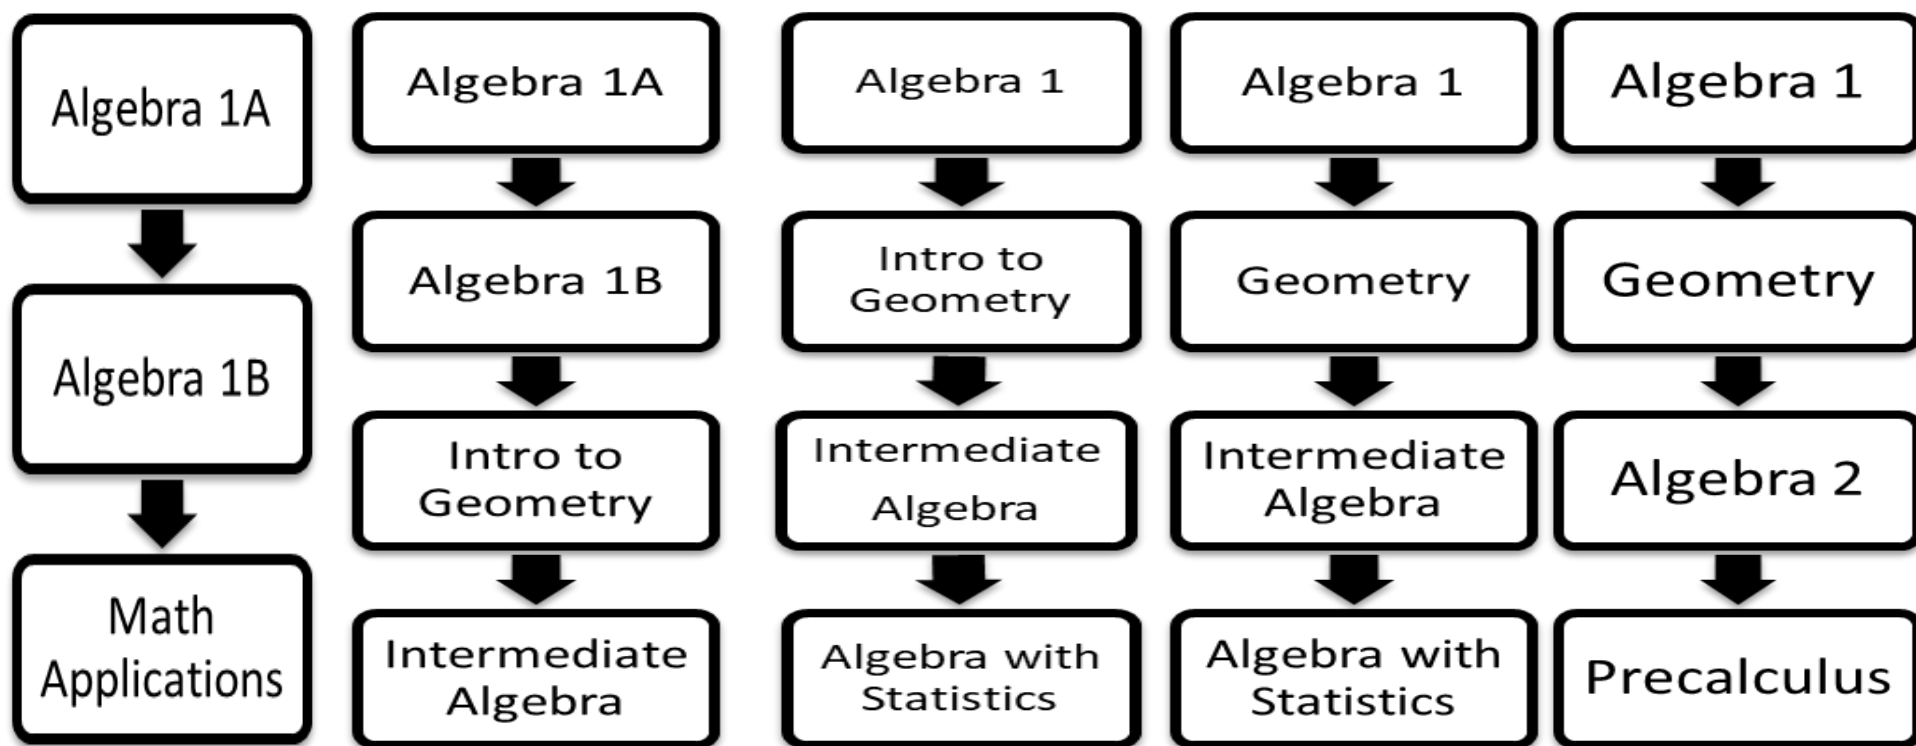 Algebra 1A
Algebra 1B
Math
Applications
Algebra 1A
Algebra 1B
Intro to
Geometry
Intermediate
Algebra
Algebra 1
Intro to
Geometry
Intermediate
Algebra
Algebra with
Statistics
Algebra 1
Geometry
Intermediate
Algebra
Algebra with
Statistics
Algebra 1
Geometry
Algebra 2
Precalculus